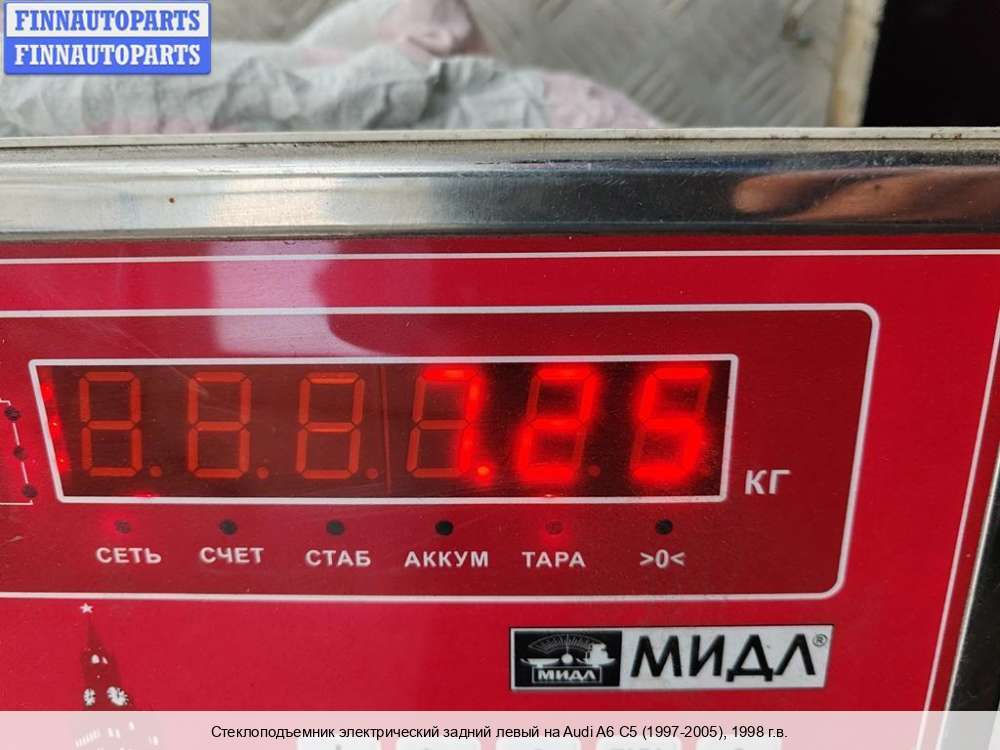 FINNAUTOPARTS
FINNAUTOPARTS
1.25
КГ
СЕТЬ СЧЕТ СТАБ АККУМ ТАРА >0<
МИДЛ МИДЛ®
Стеклоподъемник электрический задний левый на Audi A6 C5 (1997-2005), 1998 г.в.